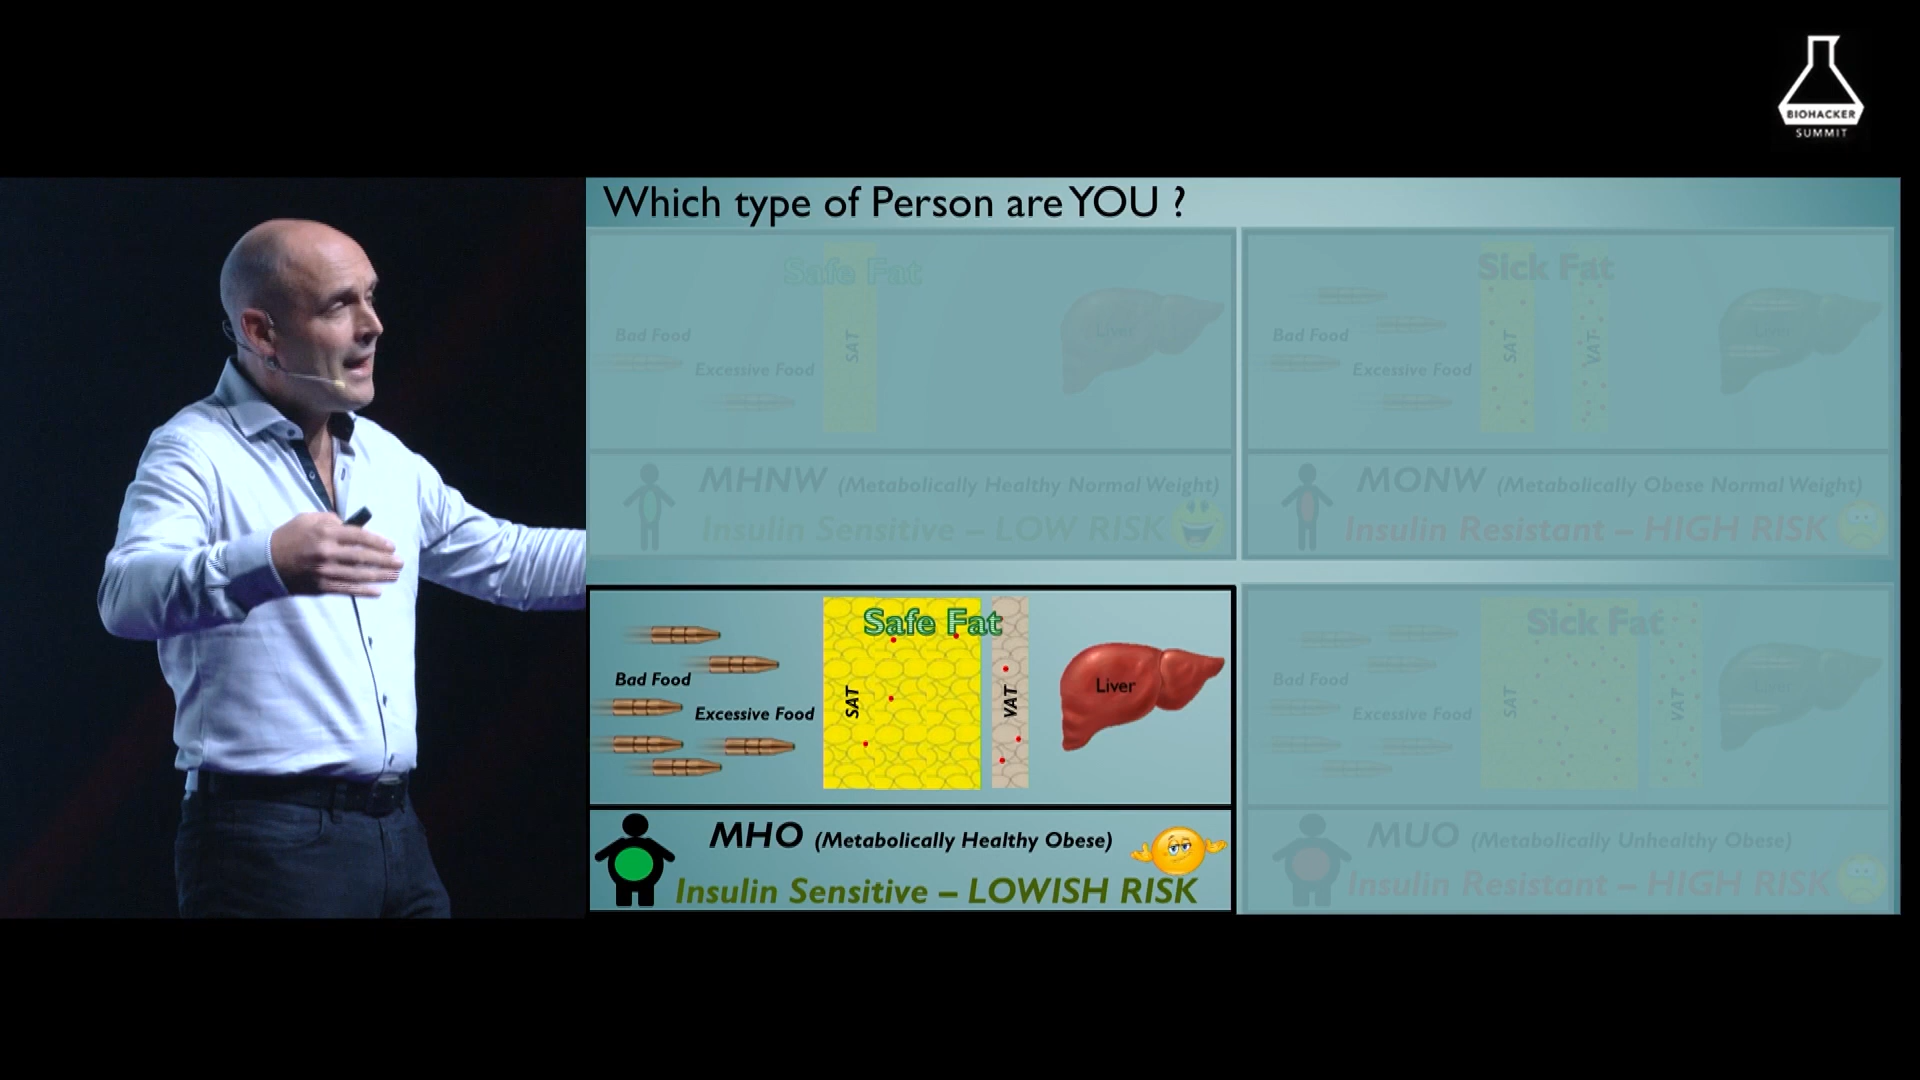 BIOHACKER
SUMMIT
Which type of Person are YOU ?
Safe Fat
Bad Food
Excessive Food
SAT
Liver
MHNW (Metabolically Healthy Normal Weight)
Insulin Sensitive – LOW RISK
Sick Fat
Bad Food
Excessive Food
SAT
VAT
Liver
MONW (Metabolically Obese Normal Weight)
Insulin Resistant – HIGH RISK
Safe Fat
Bad Food
Excessive Food
SAT
VAT
Liver
MHO (Metabolically Healthy Obese)
Insulin Sensitive – LOWISH RISK
Sick Fat
Bad Food
Excessive Food
SAT
VAT
Liver
MUO (Metabolically Unhealthy Obese)
Insulin Resistant – HIGH RISK